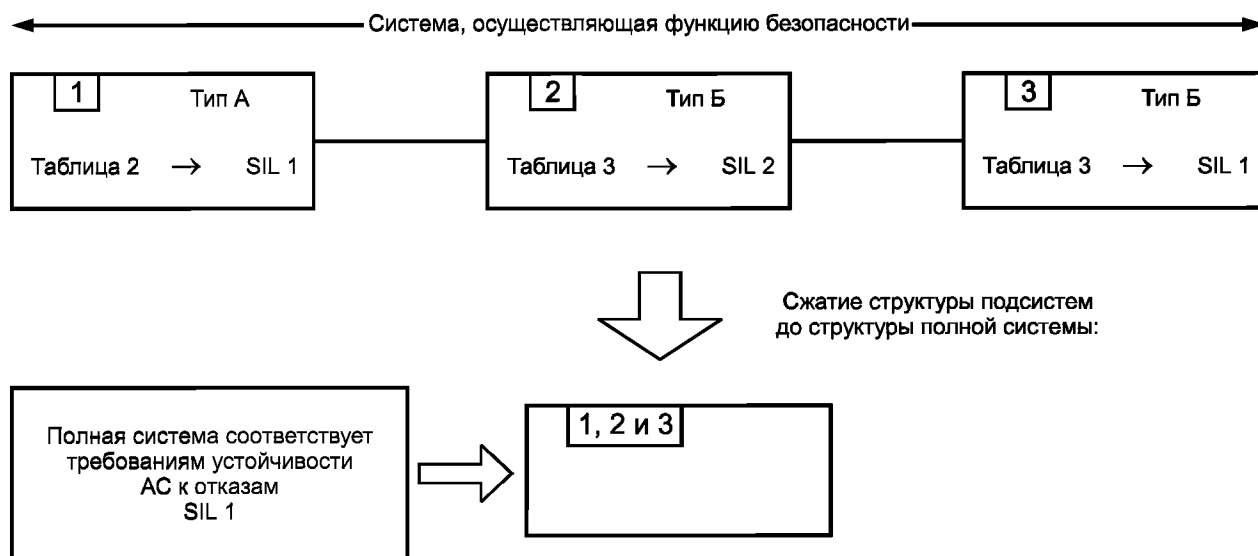 Система, осуществляющая функцию безопасности
1 Тип А
Таблица 2 → SIL 1
2 Тип Б
Таблица 3 → SIL 2
3 Тип Б
Таблица 3 → SIL 1
Сжатие структуры подсистем
до структуры полной системы:
Полная система соответствует
требованиям устойчивости
АС к отказам
SIL 1
1, 2 и 3